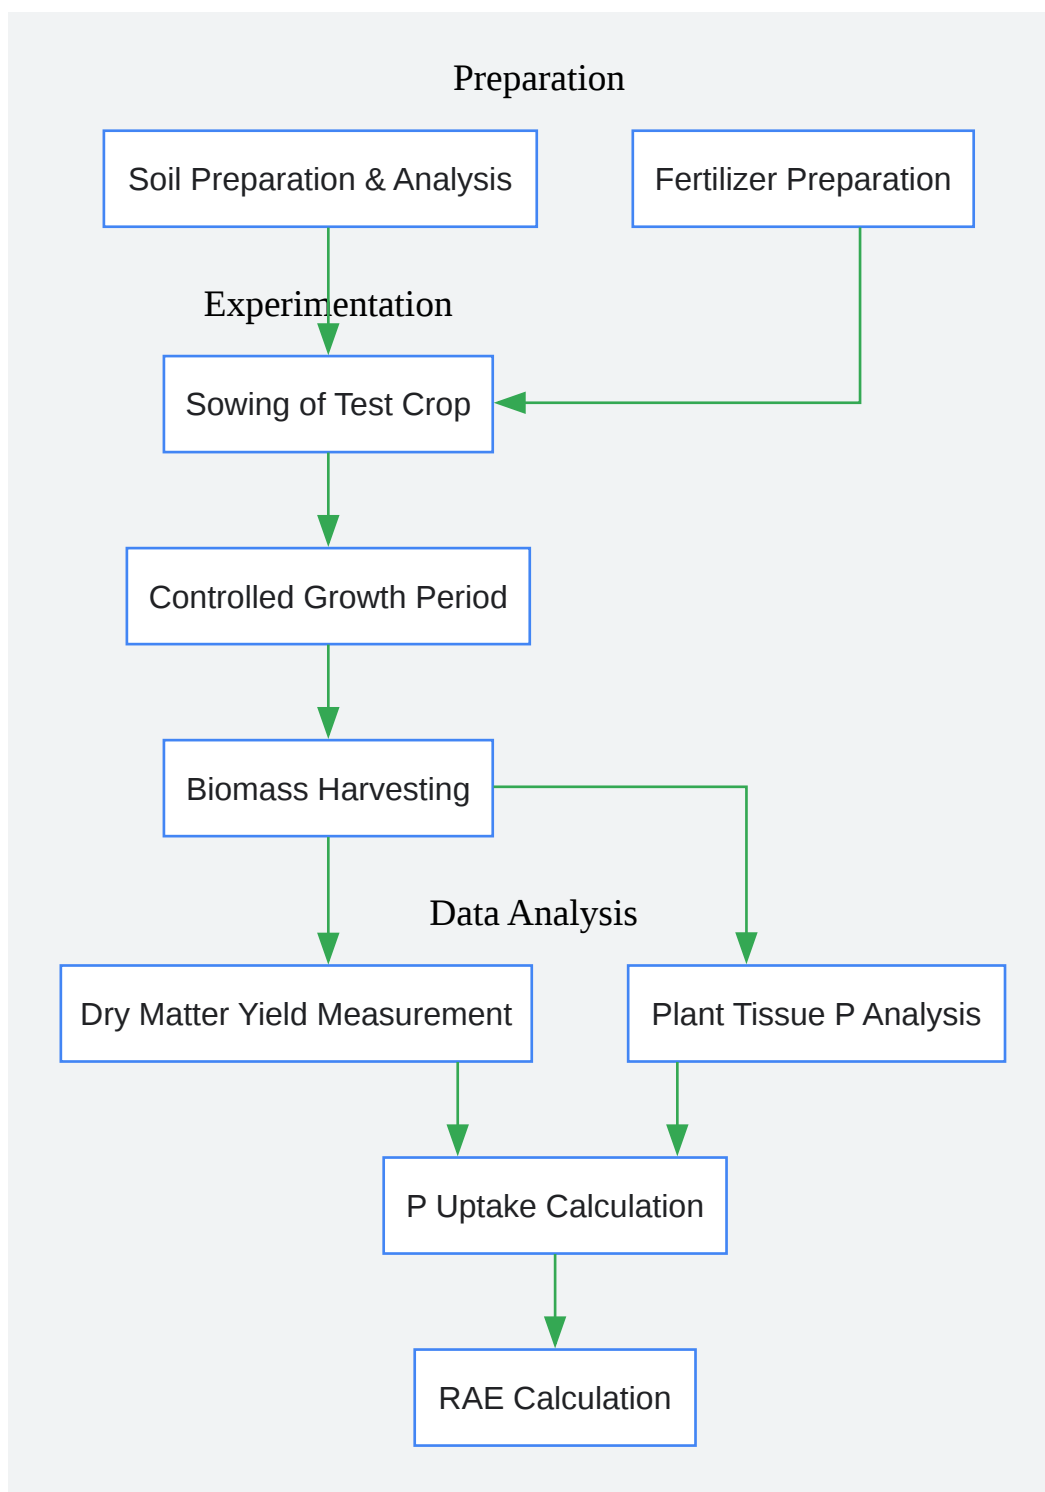 Preparation
Soil Preparation & Analysis
Fertilizer Preparation
Experimentation
Sowing of Test Crop
Controlled Growth Period
Biomass Harvesting
Data Analysis
Dry Matter Yield Measurement
Plant Tissue P Analysis
P Uptake Calculation
RAE Calculation